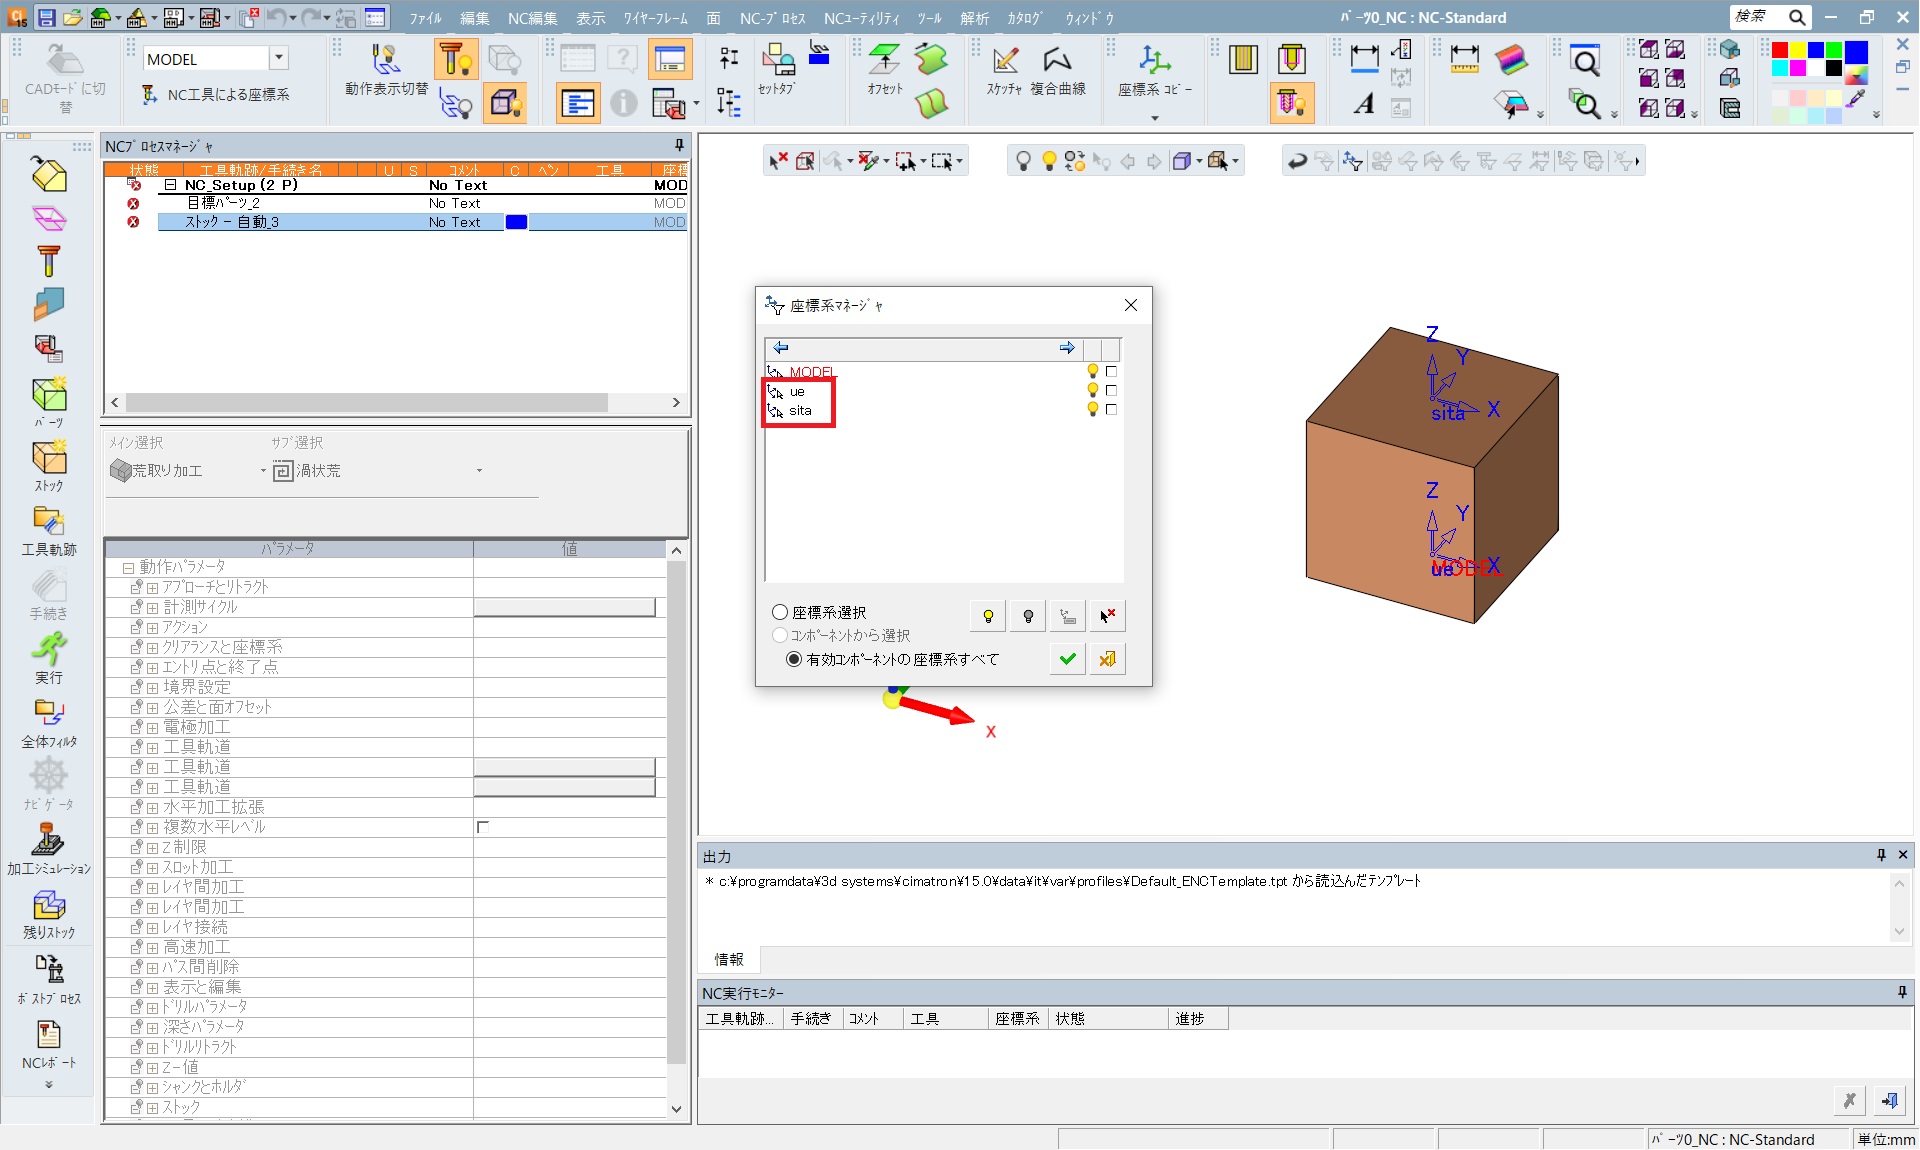 ファイル 編集 NC編集 表示 ワイヤーフレーム 面 NC-プロセス NCユーティリティ ツール 解析 カタログ ウィンドウ
パーツ0_NC : NC-Standard
検索
CADモードに切替
MODEL
NC工具による座標系
動作表示切替
セットアップ
オフセット
スケッチャ 複合曲線
座標系 コピー
NCプロセスマネージャ
状態 工具軌跡/手続き名 U S コメント C ペン 工具 座標
NC_Setup (2 P) No Text MOD
目標パーツ_2 No Text MOD
ストック - 自動_3 No Text MOD
パーツ
ストック
工具軌跡
手続き
実行
全体フィルタ
ナビゲータ
加工シミュレーション
残りストック
ポストプロセス
NCレポート
メイン選択 サブ選択
荒取り加工 渦状荒
パラメータ 値
動作パラメータ
アプローチとリトラクト
計測サイクル
アクション
クリアランスと座標系
エントリ点と終了点
境界設定
公差と面オフセット
電極加工
工具軌道
工具軌道
工具軌道
水平加工拡張
複数水平レベル
Z制限
スロット加工
レイヤ間加工
レイヤ間加工
レイヤ接続
高速加工
パス間削除
表示と編集
ドリルパラメータ
深さパラメータ
ドリルリトラクト
Z-値
シャンクとホルダ
ストック
座標系マネージャ
MODEL
ue
sita
座標系選択
コンポーネントから選択
有効コンポーネントの座標系すべて
X
Z
Y
X
sita
Z
Y
X
ue
MODEL
出力
* c:¥programdata¥3d systems¥cimatron¥15.0¥data¥it¥var¥profiles¥Default_ENCTemplate.tpt から読込んだテンプレート
情報
NC実行モニター
工具軌跡... 手続き コメント 工具 座標系 状態 進捗
パーツ0_NC : NC-Standard 単位:mm